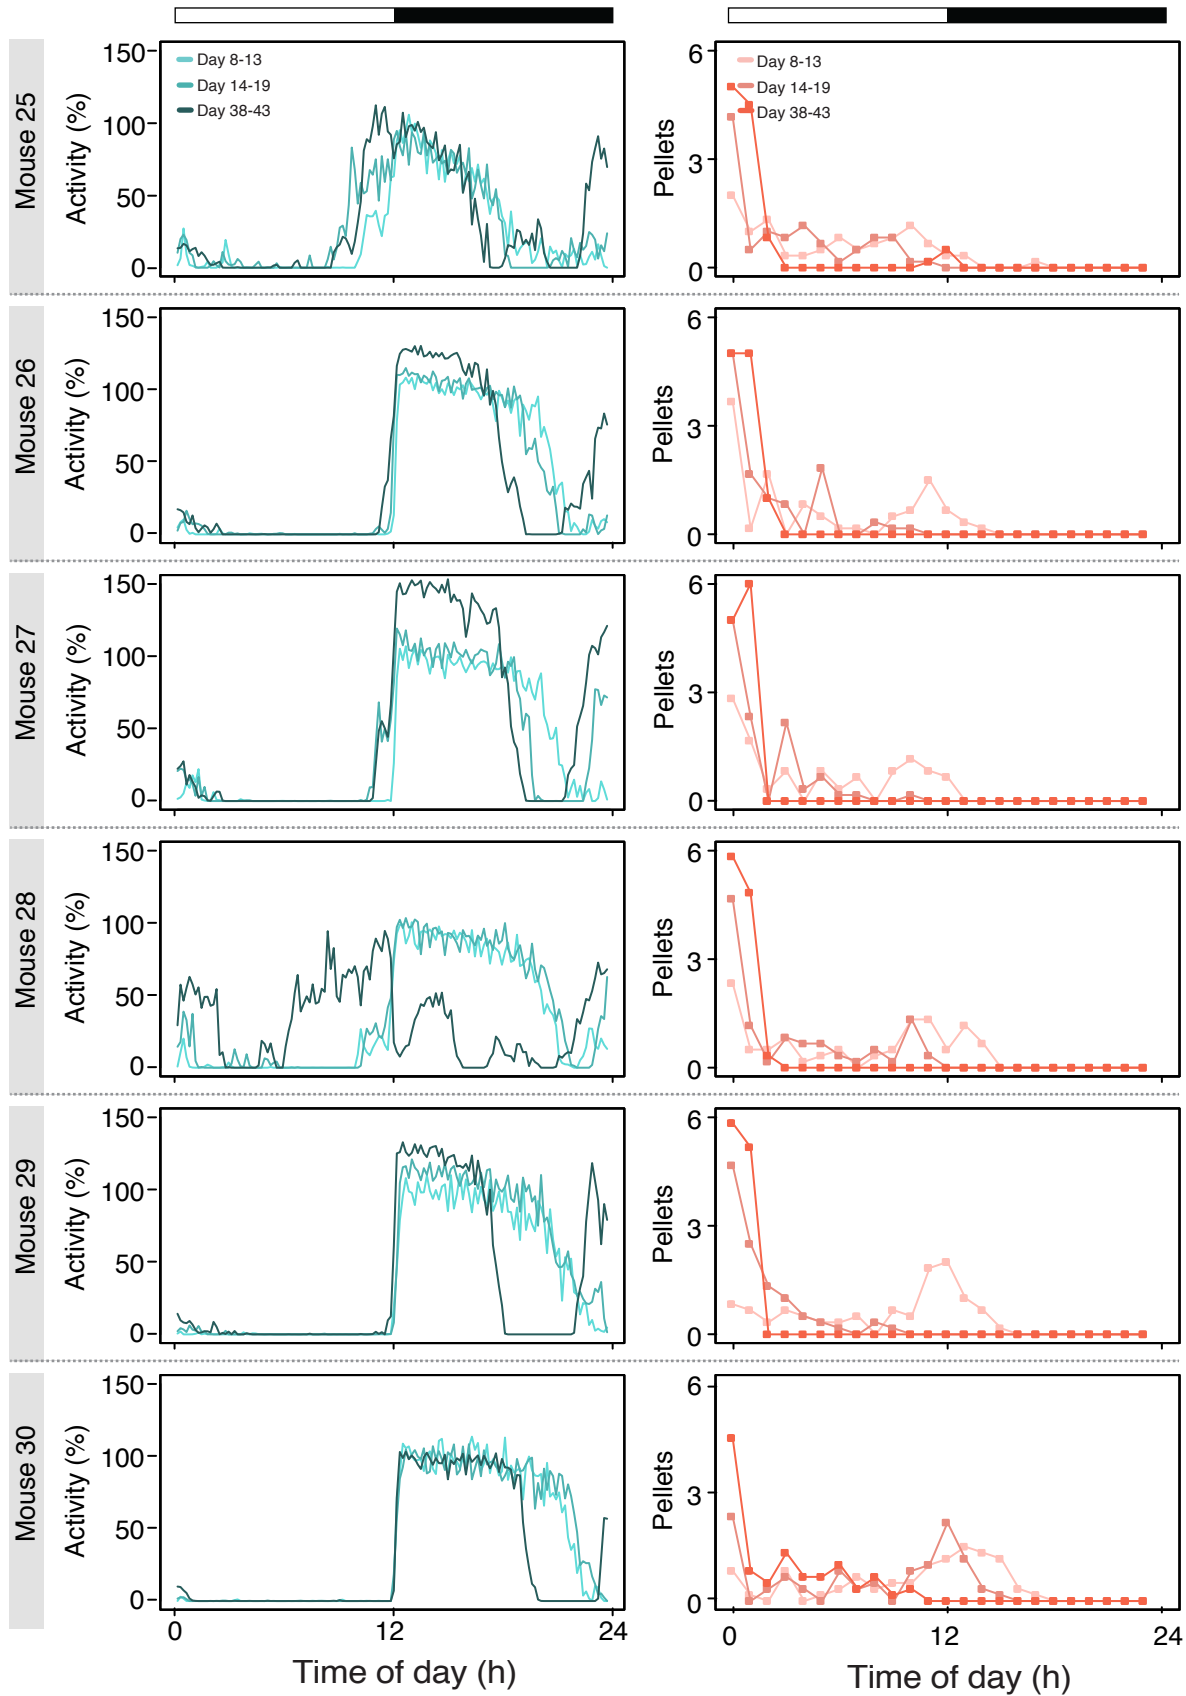 Mouse 25
Activity (%)
150
100
50
0
Day 8-13
Day 14-19
Day 38-43
Pellets
6
3
0
Day 8-13
Day 14-19
Day 38-43
Mouse 26
Activity (%)
150
100
50
0
Pellets
6
3
0
Mouse 27
Activity (%)
150
100
50
0
Pellets
6
3
0
Mouse 28
Activity (%)
150
100
50
0
Pellets
6
3
0
Mouse 29
Activity (%)
150
100
50
0
Pellets
6
3
0
Mouse 30
Activity (%)
150
100
50
0
Pellets
6
3
0
0 12 24
Time of day (h)
0 12 24
Time of day (h)